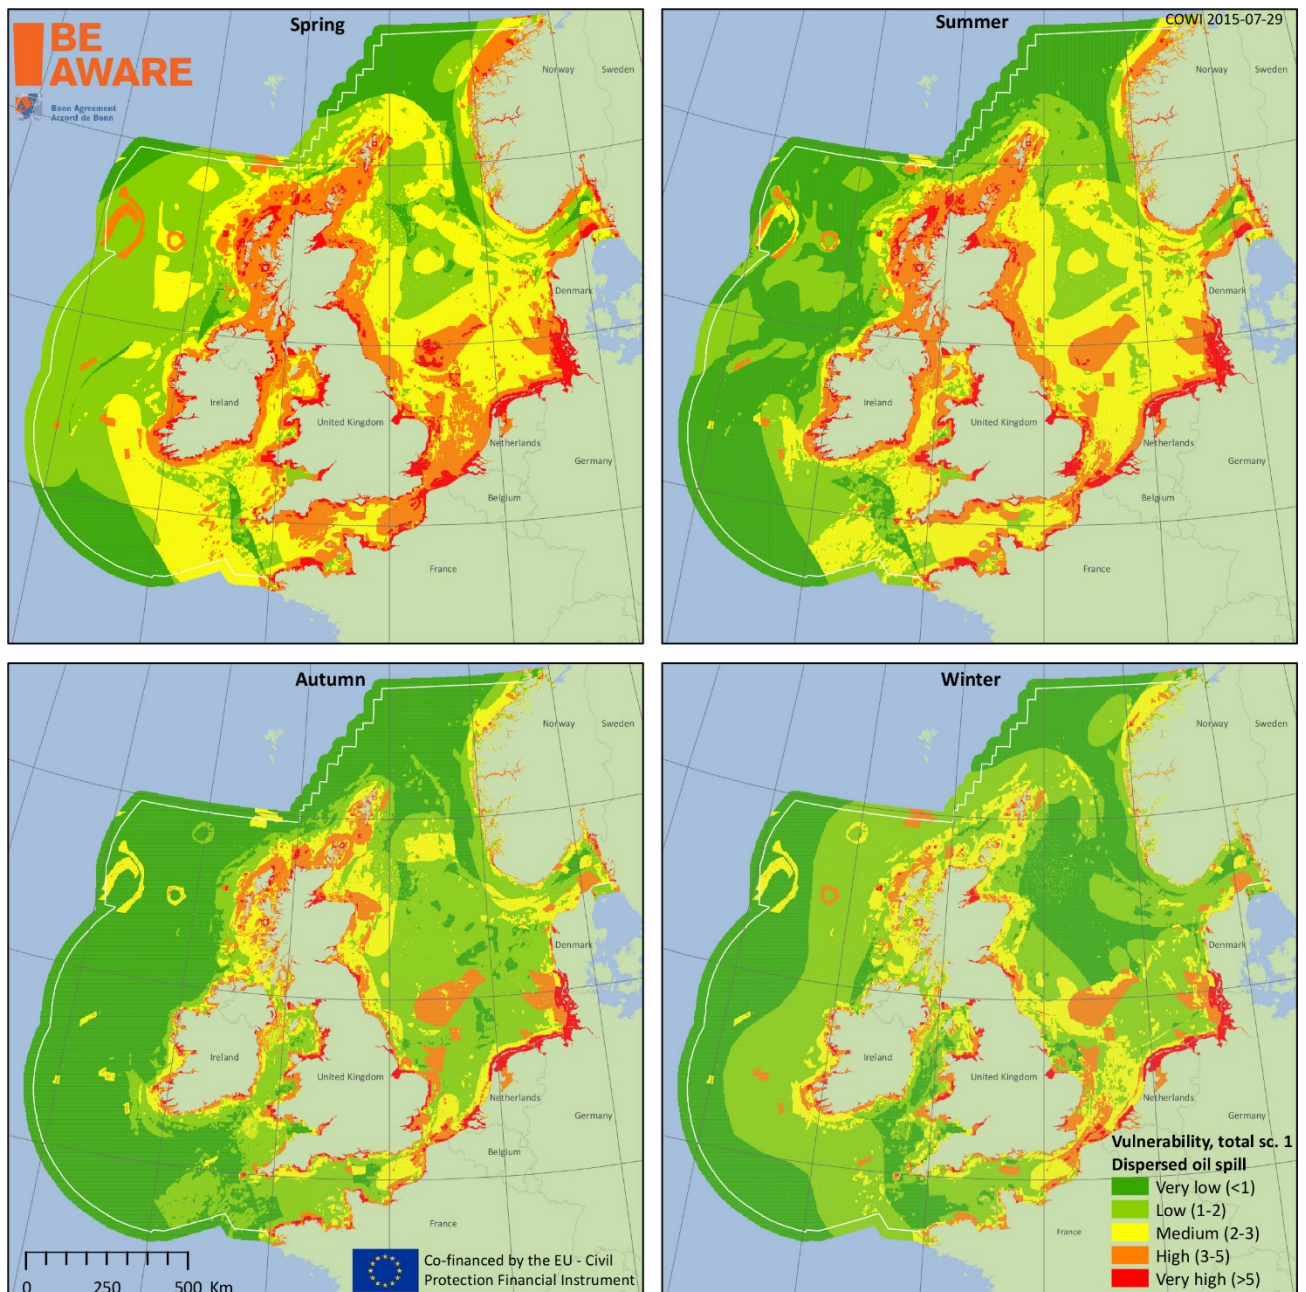 Spring
BE
AWARE
Bonn Agreement
Accord de Bonn
Norway
Sweden
Denmark
Ireland
United Kingdom
Netherlands
Germany
Belgium
France
Summer
COWI 2015-07-29
Norway
Sweden
Denmark
Ireland
United Kingdom
Netherlands
Germany
Belgium
France
Autumn
Norway
Sweden
Denmark
Ireland
United Kingdom
Netherlands
Germany
Belgium
France
0 250 500 Km
Co-financed by the EU - Civil
Protection Financial Instrument
Winter
Norway
Sweden
Denmark
Ireland
United Kingdom
Netherlands
Germany
Belgium
France
Vulnerability, total sc. 1
Dispersed oil spill
Very low (<1)
Low (1-2)
Medium (2-3)
High (3-5)
Very high (>5)